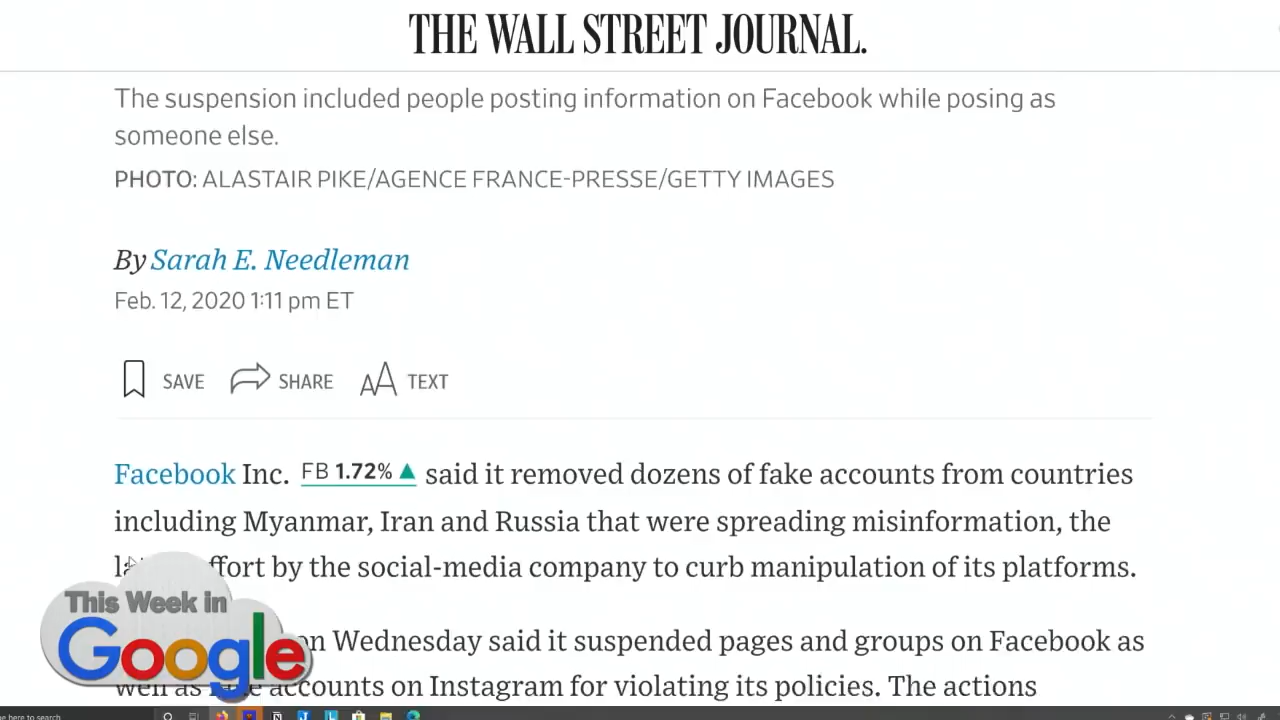 THE WALL STREET JOURNAL.
The suspension included people posting information on Facebook while posing as
someone else.
PHOTO: ALASTAIR PIKE/AGENCE FRANCE-PRESSE/GETTY IMAGES
By Sarah E. Needleman
Feb. 12, 2020 1:11 pm ET
SAVE SHARE TEXT
Facebook Inc. FB 1.72% ▲ said it removed dozens of fake accounts from countries
including Myanmar, Iran and Russia that were spreading misinformation, the
by the social-media company to curb manipulation of its platforms.
This Week in
Google
Wednesday said it suspended pages and groups on Facebook as
well as accounts on Instagram for violating its policies. The actions
here to search